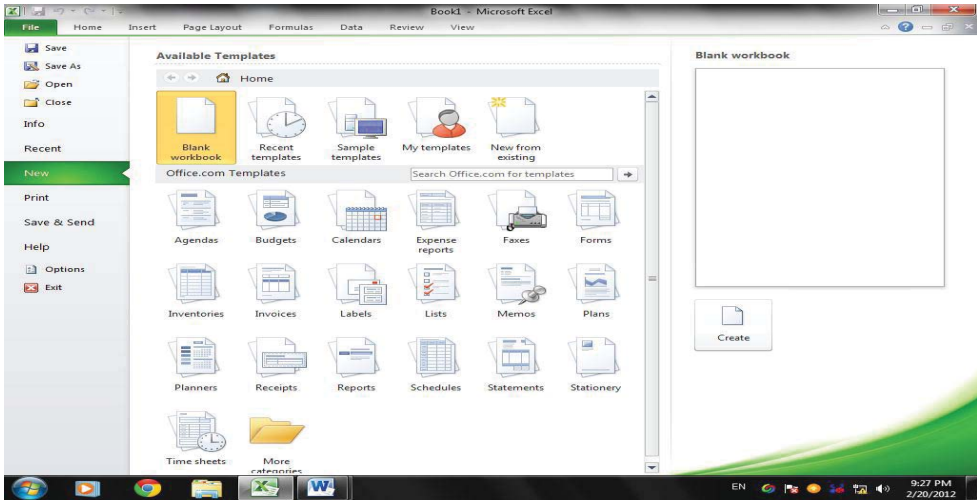 Book1 - Microsoft Excel
File Home Insert Page Layout Formulas Data Review View
Save
Save As
Open
Close
Info
Recent
New
Print
Save & Send
Help
Options
Exit
Available Templates
Home
Blank workbook
Recent templates
Sample templates
My templates
New from existing
Office.com Templates
Search Office.com for templates
Agendas
Budgets
Calendars
Expense reports
Faxes
Forms
Inventories
Invoices
Labels
Lists
Memos
Plans
Planners
Receipts
Reports
Schedules
Statements
Stationery
Time sheets
More categories
Blank workbook
Create
EN
9:27 PM
2/20/2012